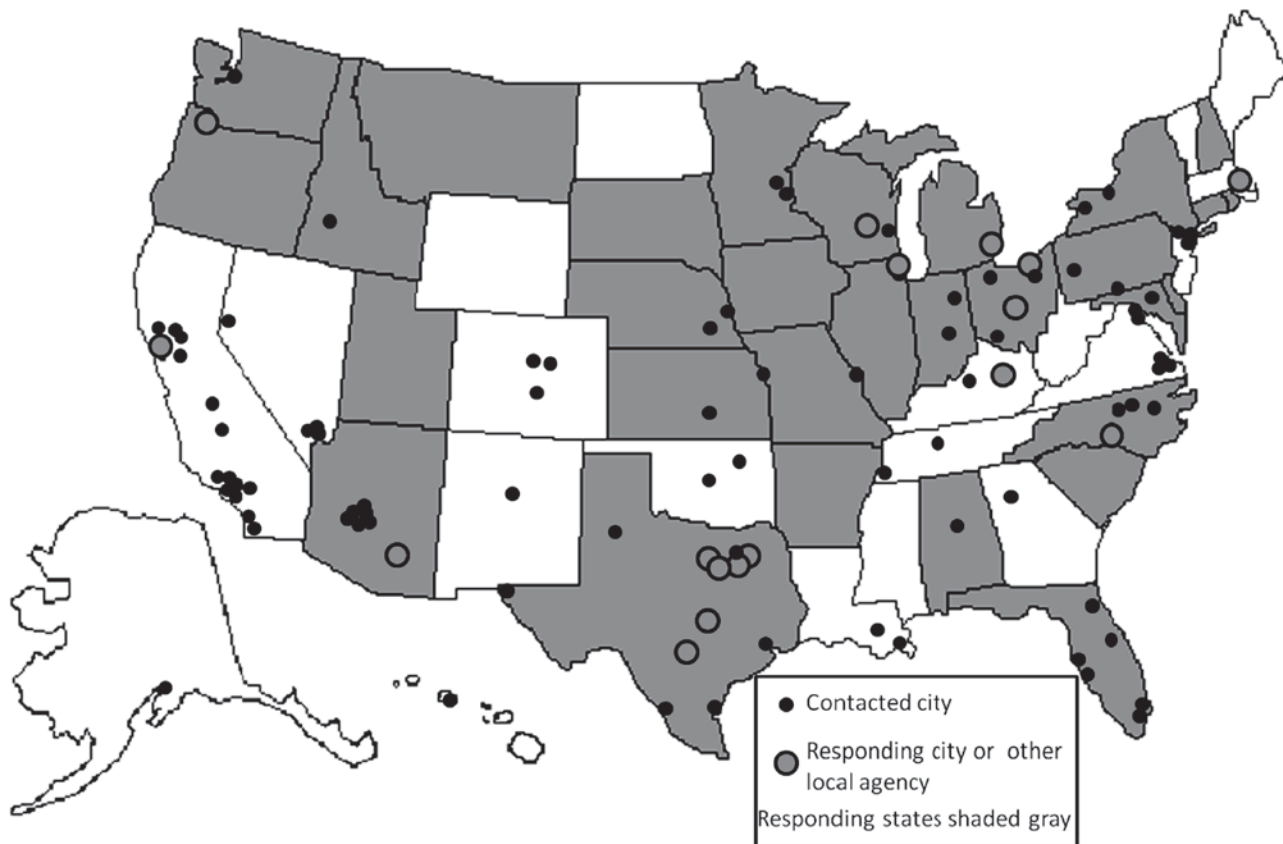 Contacted city
Responding city or other
local agency
Responding states shaded gray